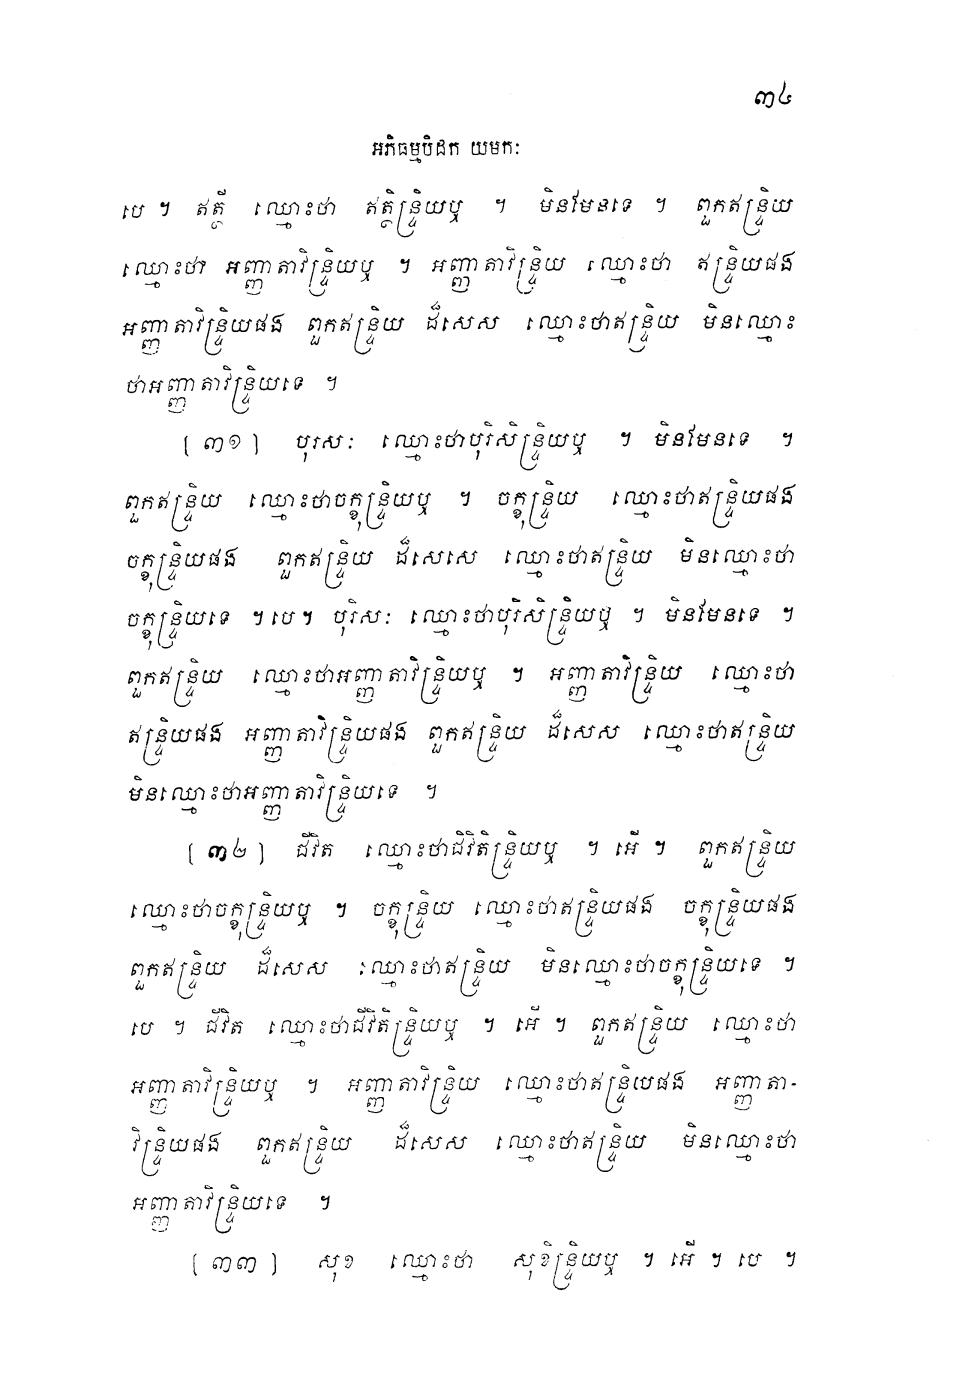 ៣៤
អភិធម្មបិដក យមកៈ
បេ ។ ឥត្ថី ឈ្មោះថា ឥត្ថិន្ទ្រិយឬ ។ មិនមែនទេ ។ ពួកឥន្ទ្រិយ
ឈ្មោះថា អញ្ញាតាវិន្ទ្រិយឬ ។ អញ្ញាតាវិន្ទ្រិយ ឈ្មោះថា ឥន្ទ្រិយផង
អញ្ញាតាវិន្ទ្រិយផង ពួកឥន្ទ្រិយ ដ៏សេស ឈ្មោះថាឥន្ទ្រិយ មិនឈ្មោះ
ថាអញ្ញាតាវិន្ទ្រិយទេ ។
[ ៣១ ] បុរសៈ ឈ្មោះថាបុរិសិន្ទ្រិយឬ ។ មិនមែនទេ ។
ពួកឥន្ទ្រិយ ឈ្មោះថាចក្ខុន្ទ្រិយឬ ។ ចក្ខុន្ទ្រិយ ឈ្មោះថាឥន្ទ្រិយផង
ចក្ខុន្ទ្រិយផង ពួកឥន្ទ្រិយ ដ៏សេសេ ឈ្មោះថាឥន្ទ្រិយ មិនឈ្មោះថា
ចក្ខុន្ទ្រិយទេ ។ បេ ។ បុរិសៈ ឈ្មោះថាបុរិសិន្ទ្រិយឬ ។ មិនមែនទេ ។
ពួកឥន្ទ្រិយ ឈ្មោះថាអញ្ញាតាវិន្ទ្រិយឬ ។ អញ្ញាតាវិន្ទ្រិយ ឈ្មោះថា
ឥន្ទ្រិយផង អញ្ញាតាវិន្ទ្រិយផង ពួកឥន្ទ្រិយ ដ៏សេស ឈ្មោះថាឥន្ទ្រិយ
មិនឈ្មោះថាអញ្ញាតាវិន្ទ្រិយទេ ។
[ ៣២ ] ជីវិត ឈ្មោះថាជីវិតិន្ទ្រិយឬ ។ អើ ។ ពួកឥន្ទ្រិយ
ឈ្មោះថាចក្ខុន្ទ្រិយឬ ។ ចក្ខុន្ទ្រិយ ឈ្មោះថាឥន្ទ្រិយផង ចក្ខុន្ទ្រិយផង
ពួកឥន្ទ្រិយ ដ៏សេស ឈ្មោះថាឥន្ទ្រិយ មិនឈ្មោះថាចក្ខុន្ទ្រិយទេ ។
បេ ។ ជីវិត ឈ្មោះថាជីវិតិន្ទ្រិយឬ ។ អើ ។ ពួកឥន្ទ្រិយ ឈ្មោះថា
អញ្ញាតាវិន្ទ្រិយឬ ។ អញ្ញាតាវិន្ទ្រិយ ឈ្មោះថាឥន្ទ្រិយផង អញ្ញាតា-
វិន្ទ្រិយផង ពួកឥន្ទ្រិយ ដ៏សេស ឈ្មោះថាឥន្ទ្រិយ មិនឈ្មោះថា
អញ្ញាតាវិន្ទ្រិយទេ ។
[ ៣៣ ] សុខ ឈ្មោះថា សុខិន្ទ្រិយឬ ។ អើ ។ បេ ។